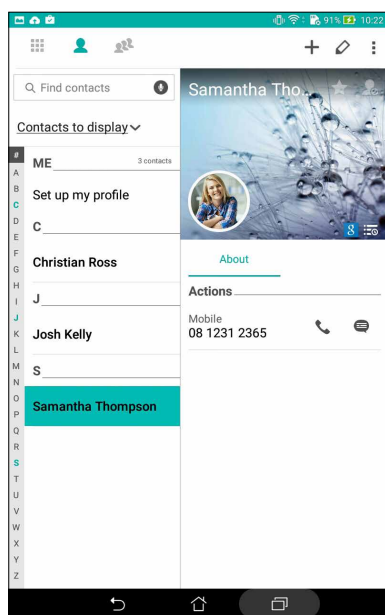 91% 10:22
Find contacts
Samantha Tho...
Contacts to display
ME
3 contacts
Set up my profile
C
Christian Ross
J
Josh Kelly
S
Samantha Thompson
#
A
B
C
D
E
F
G
H
I
J
K
L
M
N
O
P
Q
R
S
T
U
V
W
X
Y
Z
8
About
Actions
Mobile
08 1231 2365